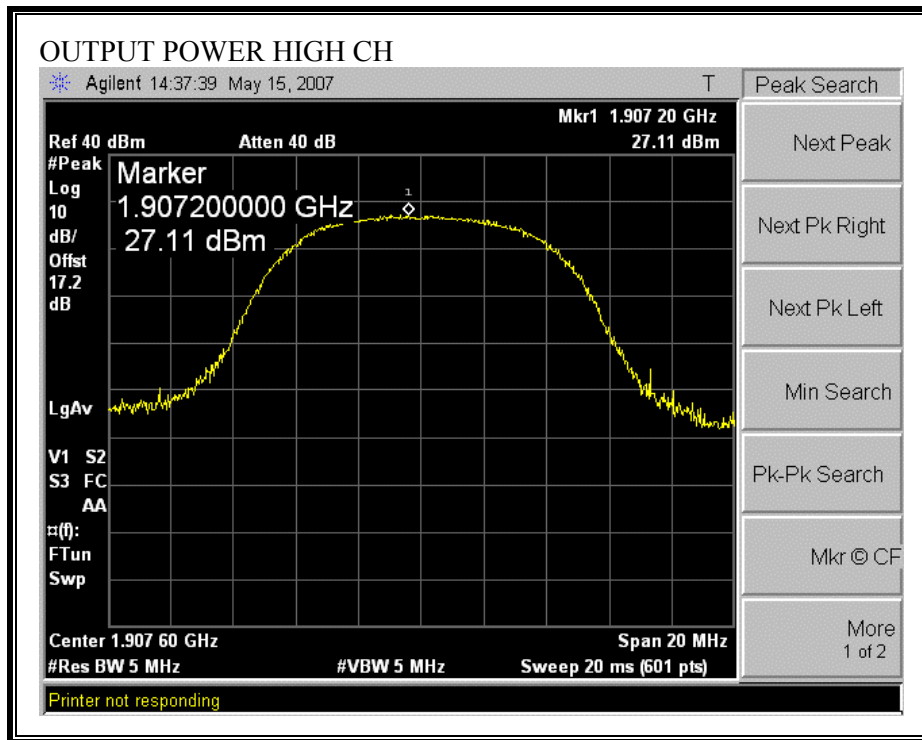 OUTPUT POWER HIGH CH
Agilent 14:37:39 May 15, 2007 T
Peak Search
Mkr1 1.907 20 GHz
Ref 40 dBm Atten 40 dB 27.11 dBm
#Peak
Log
10
dB/
Offst
17.2
dB
Marker
1.907200000 GHz
27.11 dBm
1
LgAv
V1 S2
S3 FC
AA
¤(f):
FTun
Swp
Center 1.907 60 GHz Span 20 MHz
#Res BW 5 MHz #VBW 5 MHz Sweep 20 ms (601 pts)
Printer not responding
Next Peak
Next Pk Right
Next Pk Left
Min Search
Pk-Pk Search
Mkr © CF
More
1 of 2